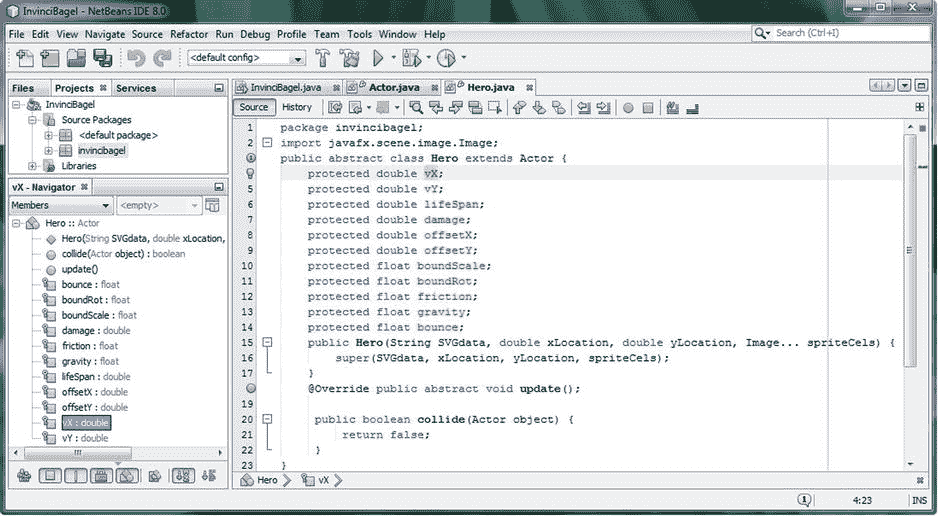 InvinciBagel - NetBeans IDE 8.0
File Edit View Navigate Source Refactor Run Debug Profile Team Tools Window Help
Search (Ctrl+I)
<default config>
Files Projects Services
InvinciBagel
Source Packages
<default package>
invincibagel
Libraries
vX - Navigator
Members <empty>
Hero :: Actor
Hero(String SVGdata, double xLocation,
collide(Actor object) : boolean
update()
bounce : float
boundRot : float
boundScale : float
damage : double
friction : float
gravity : float
lifeSpan : double
offsetX : double
offsetY : double
vX : double
vY : double
InvinciBagel.java Actor.java Hero.java
Source History
1 package invincibagel;
2 import javafx.scene.image.Image;
public abstract class Hero extends Actor {
protected double vX;
5 protected double vY;
6 protected double lifeSpan;
7 protected double damage;
8 protected double offsetX;
9 protected double offsetY;
10 protected float boundScale;
11 protected float boundRot;
12 protected float friction;
13 protected float gravity;
14 protected float bounce;
15 public Hero(String SVGdata, double xLocation, double yLocation, Image... spriteCels) {
16 super(SVGdata, xLocation, yLocation, spriteCels);
17 }
@Override public abstract void update();
19
20 public boolean collide(Actor object) {
21 return false;
22 }
23 }
Hero vX
4:23 INS